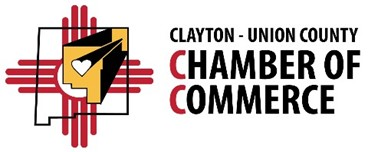 CLAYTON - UNION COUNTY
CHAMBER OF
COMMERCE